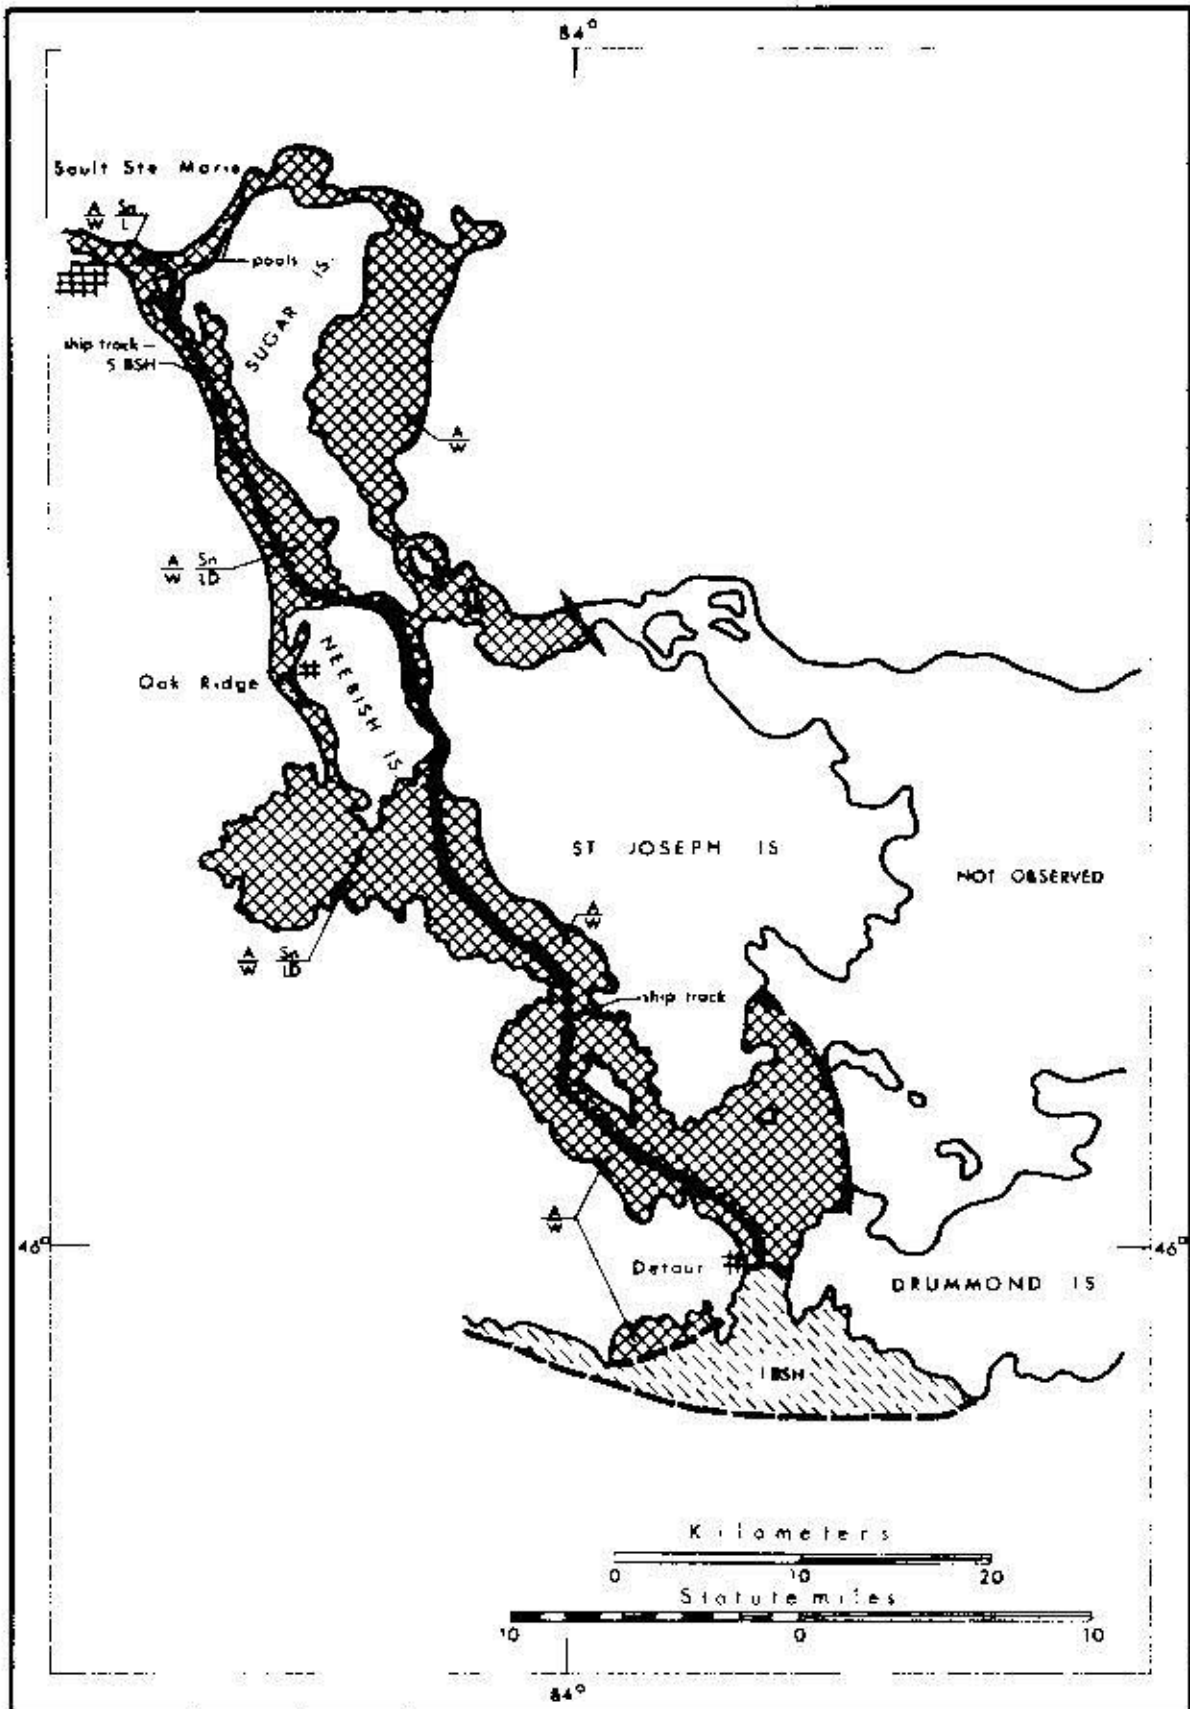 84°
Sault Ste Marie
A Sn
W L
pools
SUGAR IS
ship track
5 BSH
A
W
A Sn
W LD
NEEBISH IS
Oak Ridge
ST JOSEPH IS
NOT OBSERVED
A
W
A Sn
W LD
ship track
A
W
46°
46°
Detour
DRUMMOND IS
1 BSH
Kilometers
0 10 20
Statute miles
10 0 10
84°